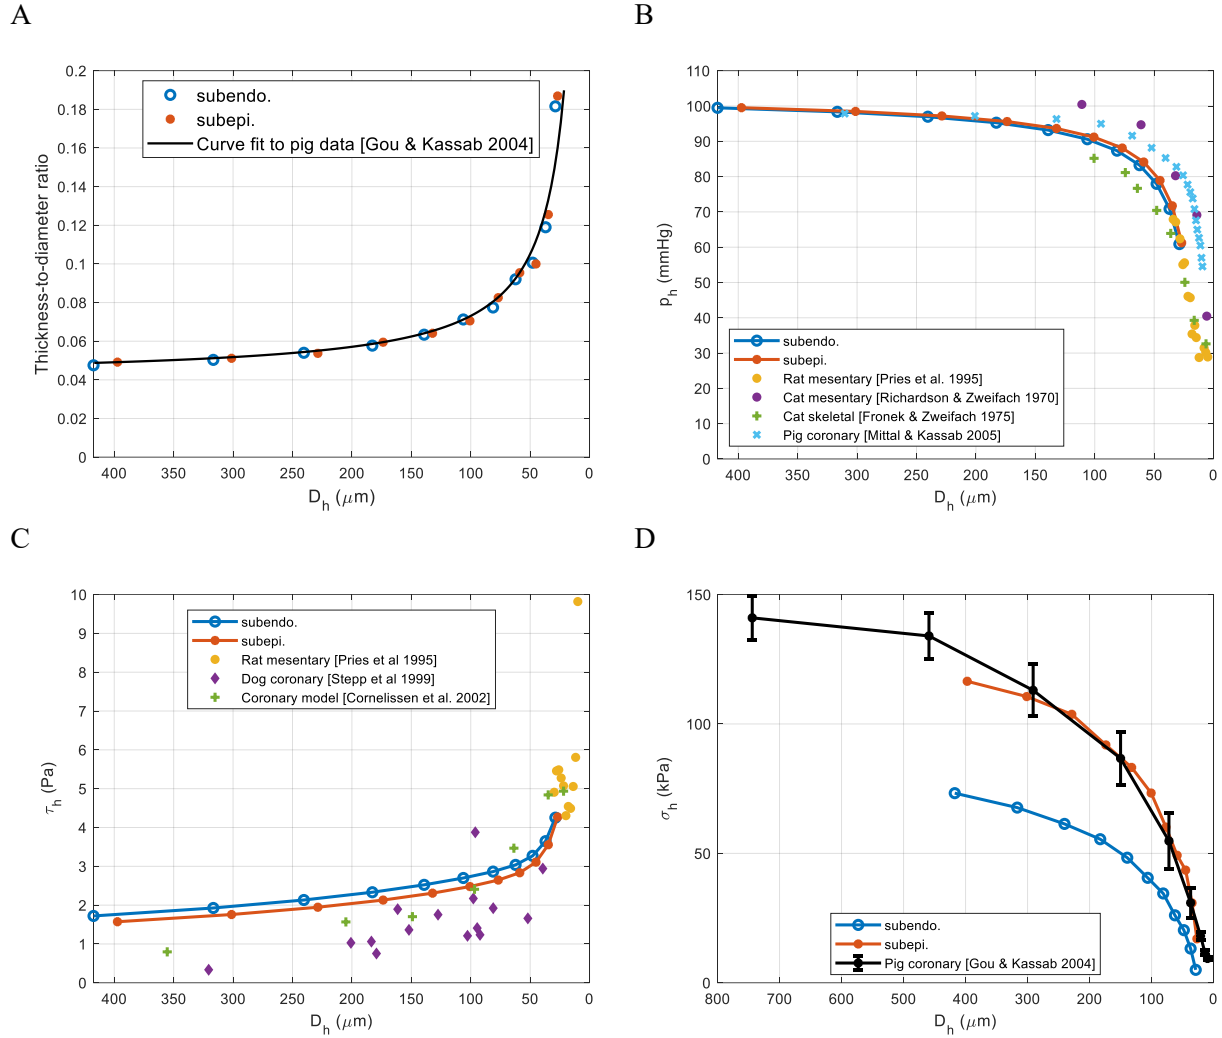 A
0.2
0.18
0.16
0.14
0.12
0.1
0.08
0.06
0.04
0.02
0
Thickness-to-diameter ratio
subendo.
subepi.
Curve fit to pig data [Gou & Kassab 2004]
400 350 300 250 200 150 100 50 0
D_h (μm)
B
110
100
90
80
70
60
50
40
30
20
10
0
p_h (mmHg)
subendo.
subepi.
Rat mesentary [Pries et al. 1995]
Cat mesentary [Richardson & Zweifach 1970]
Cat skeletal [Fronek & Zweifach 1975]
Pig coronary [Mittal & Kassab 2005]
400 350 300 250 200 150 100 50 0
D_h (μm)
C
10
9
8
7
6
5
4
3
2
1
0
τ_h (Pa)
subendo.
subepi.
Rat mesentary [Pries et al 1995]
Dog coronary [Stepp et al 1999]
Coronary model [Cornelissen et al. 2002]
400 350 300 250 200 150 100 50 0
D_h (μm)
D
150
100
50
0
σ_h (kPa)
subendo.
subepi.
Pig coronary [Gou & Kassab 2004]
800 700 600 500 400 300 200 100 0
D_h (μm)